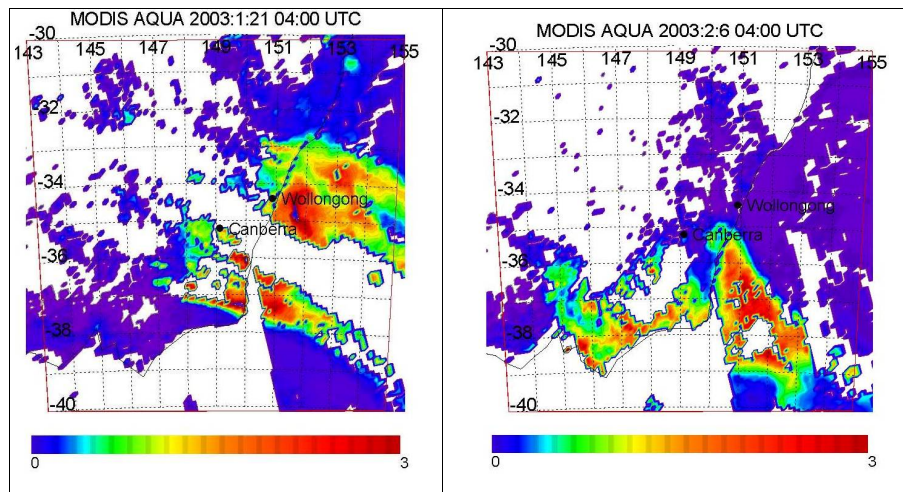 MODIS AQUA 2003:1:21 04:00 UTC
-30
143 145 147 149 151 153 155
-32
-34
Wollongong
Canberra
-36
-38
-40
0 3
MODIS AQUA 2003:2:6 04:00 UTC
-30
143 145 147 149 151 153 155
-32
-34
Wollongong
Canberra
-36
-38
-40
0 3